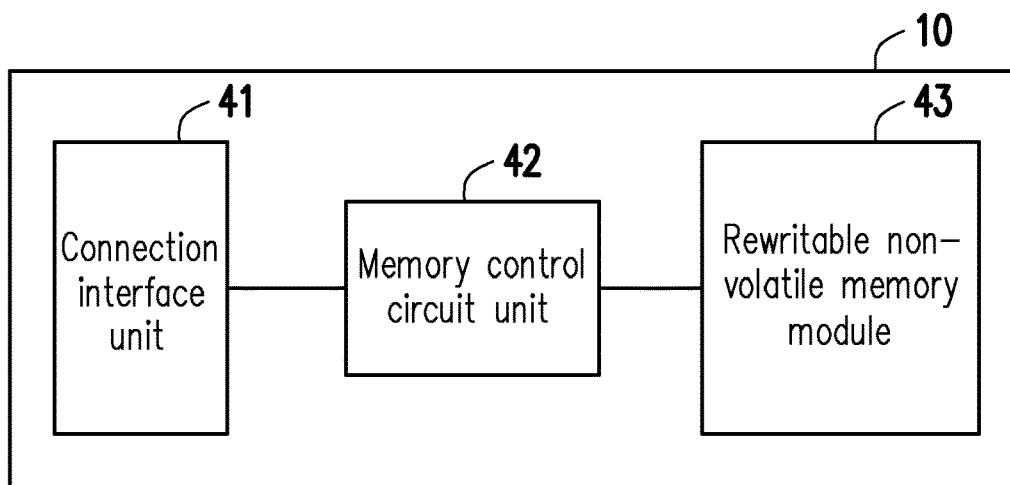 10
41
42
43
Connection
interface
unit
Memory control
circuit unit
Rewritable non-
volatile memory
module